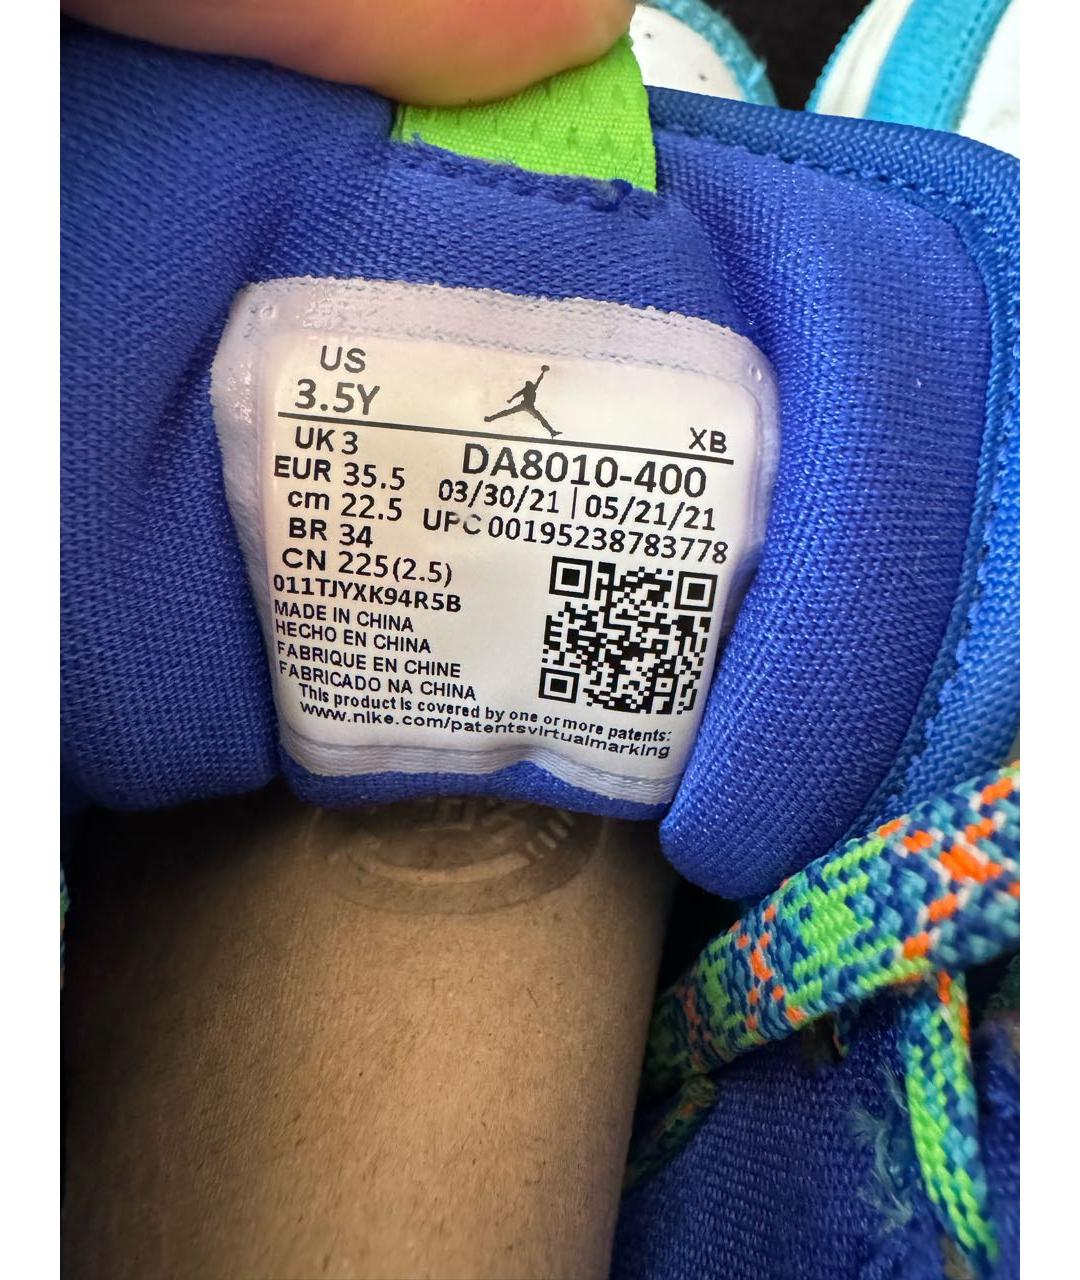 US
3.5Y
XB
UK 3
EUR 35.5
cm 22.5
BR 34
CN 225(2.5)
DA8010-400
03/30/21 | 05/21/21
UPC 00195238783778
011TJYXK94R5B
MADE IN CHINA
HECHO EN CHINA
FABRIQUE EN CHINE
FABRICADO NA CHINA
This product is covered by one or more patents:
www.nike.com/patentsvirtualmarking